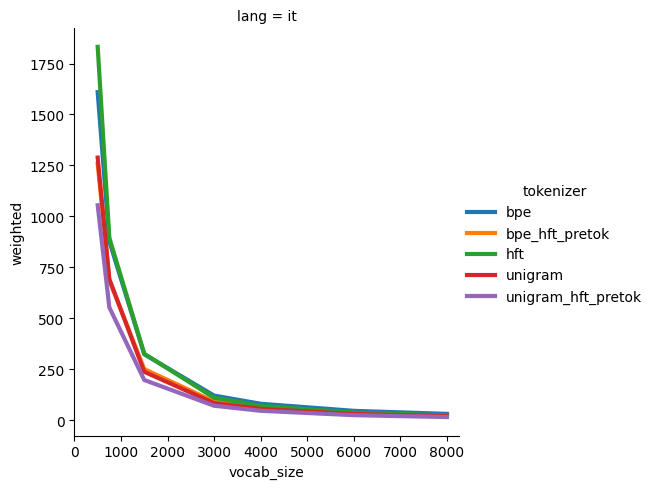 lang = it
1750
1500
1250
1000
750
500
250
0
weighted
0 1000 2000 3000 4000 5000 6000 7000 8000
vocab_size
tokenizer
bpe
bpe_hft_pretok
hft
unigram
unigram_hft_pretok